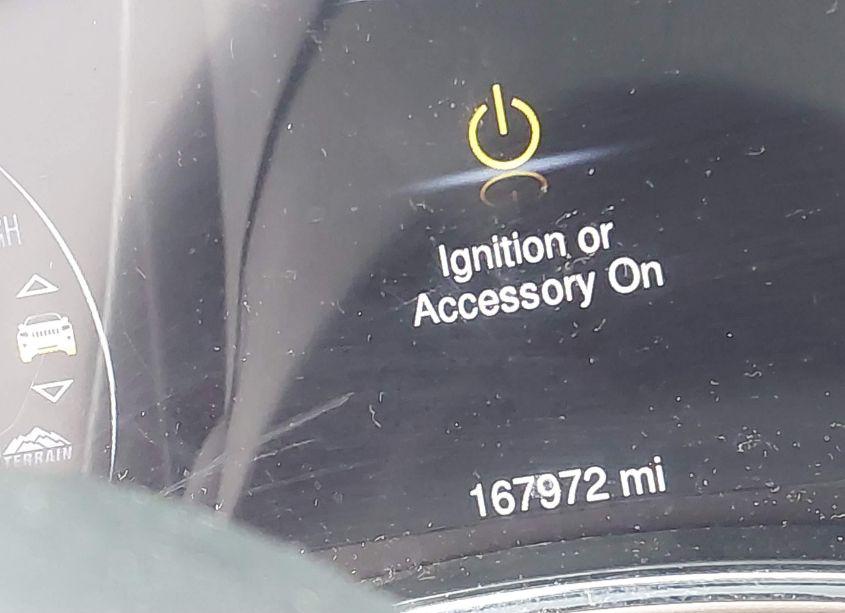 Ignition or
Accessory On
TERRAIN
167972 mi